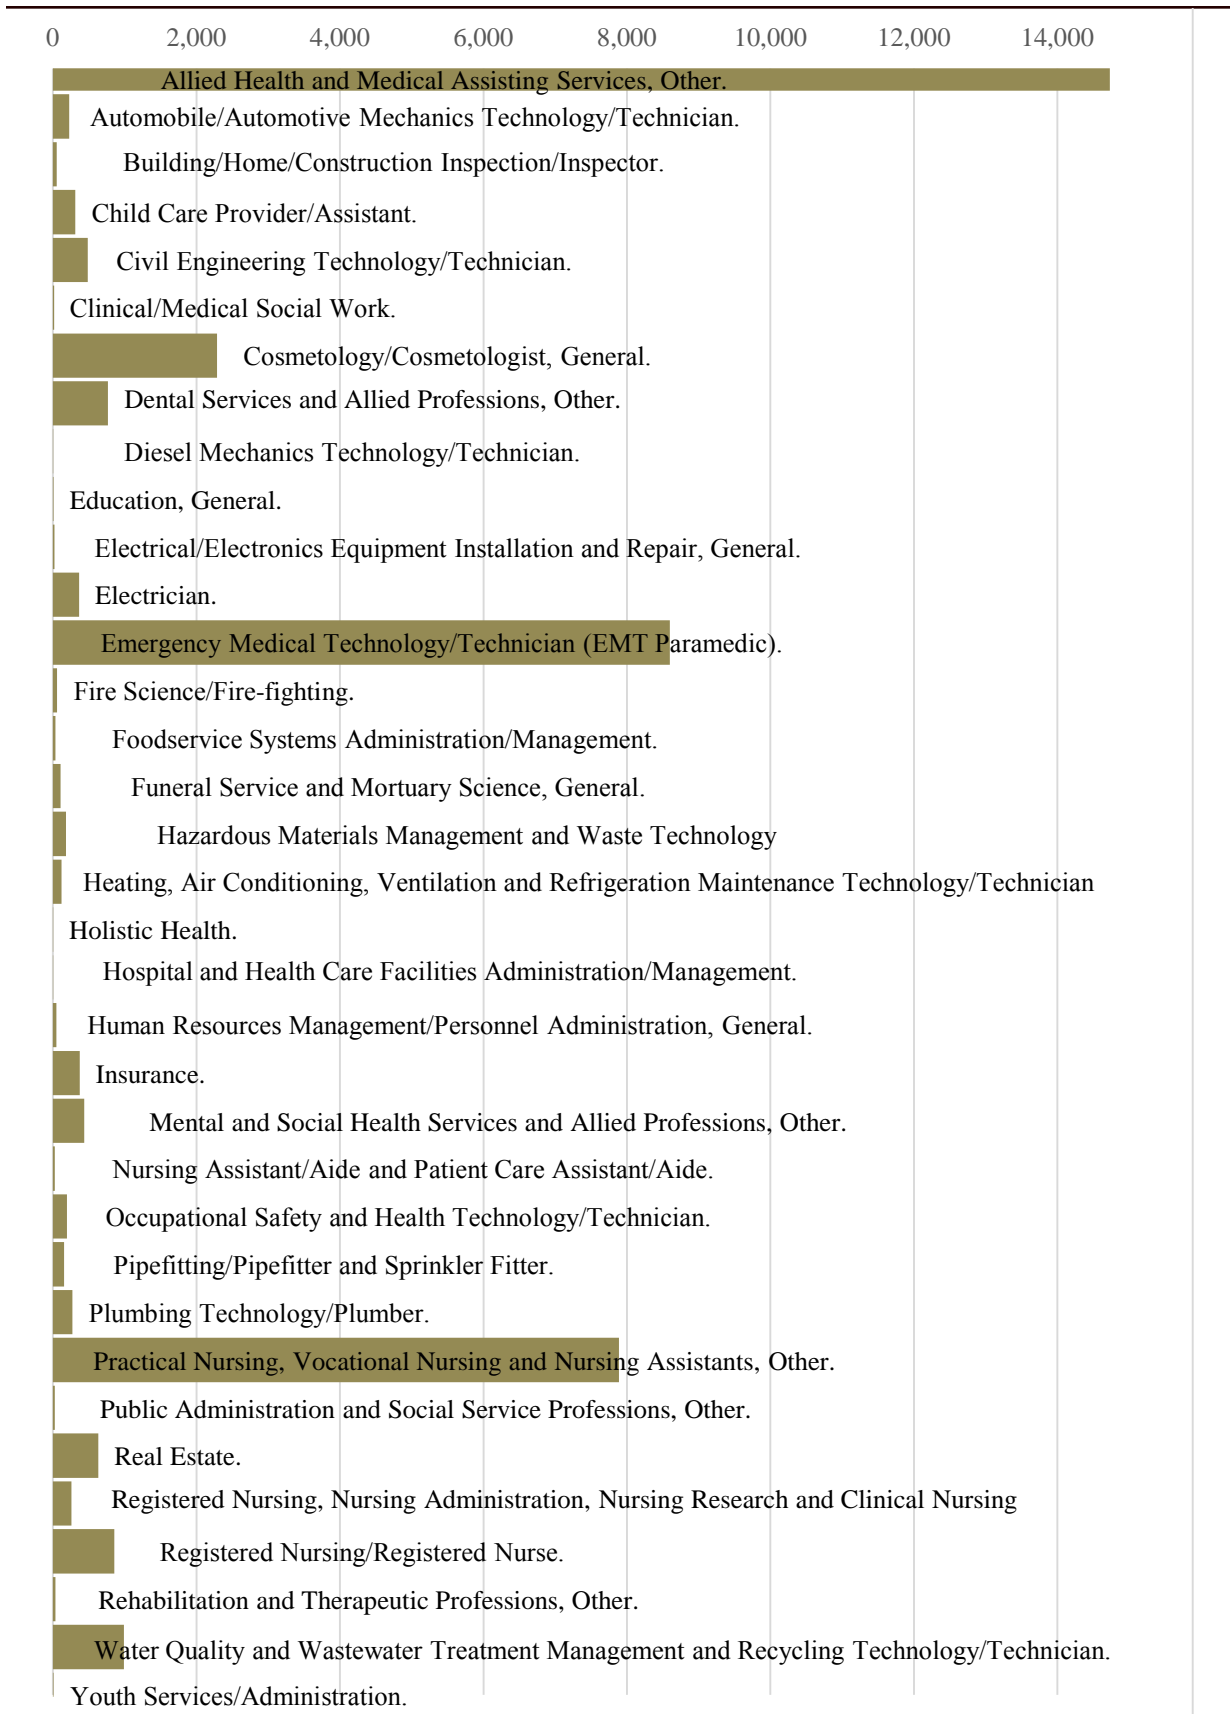 0 2,000 4,000 6,000 8,000 10,000 12,000 14,000
Allied Health and Medical Assisting Services, Other.
Automobile/Automotive Mechanics Technology/Technician.
Building/Home/Construction Inspection/Inspector.
Child Care Provider/Assistant.
Civil Engineering Technology/Technician.
Clinical/Medical Social Work.
Cosmetology/Cosmetologist, General.
Dental Services and Allied Professions, Other.
Diesel Mechanics Technology/Technician.
Education, General.
Electrical/Electronics Equipment Installation and Repair, General.
Electrician.
Emergency Medical Technology/Technician (EMT Paramedic).
Fire Science/Fire-fighting.
Foodservice Systems Administration/Management.
Funeral Service and Mortuary Science, General.
Hazardous Materials Management and Waste Technology
Heating, Air Conditioning, Ventilation and Refrigeration Maintenance Technology/Technician
Holistic Health.
Hospital and Health Care Facilities Administration/Management.
Human Resources Management/Personnel Administration, General.
Insurance.
Mental and Social Health Services and Allied Professions, Other.
Nursing Assistant/Aide and Patient Care Assistant/Aide.
Occupational Safety and Health Technology/Technician.
Pipefitting/Pipefitter and Sprinkler Fitter.
Plumbing Technology/Plumber.
Practical Nursing, Vocational Nursing and Nursing Assistants, Other.
Public Administration and Social Service Professions, Other.
Real Estate.
Registered Nursing, Nursing Administration, Nursing Research and Clinical Nursing
Registered Nursing/Registered Nurse.
Rehabilitation and Therapeutic Professions, Other.
Water Quality and Wastewater Treatment Management and Recycling Technology/Technician.
Youth Services/Administration.